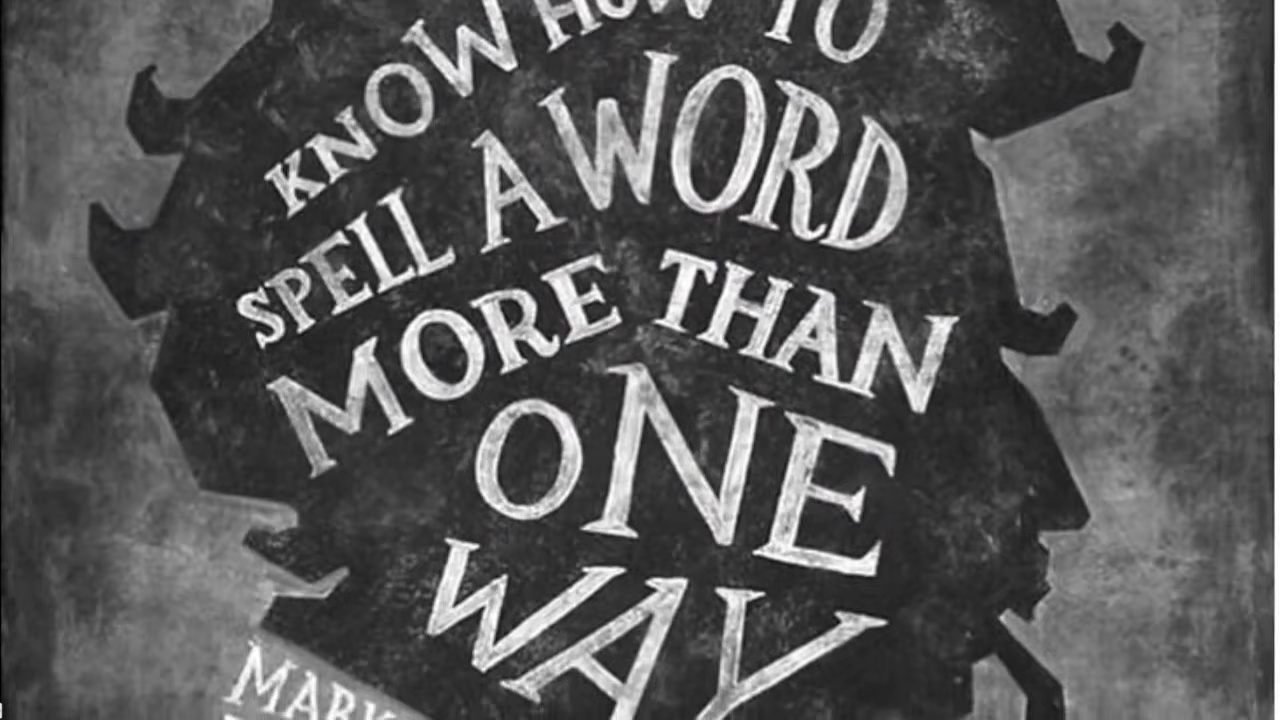 KNOW HOW TO
SPELL A WORD
MORE THAN
ONE
WAY
MARK